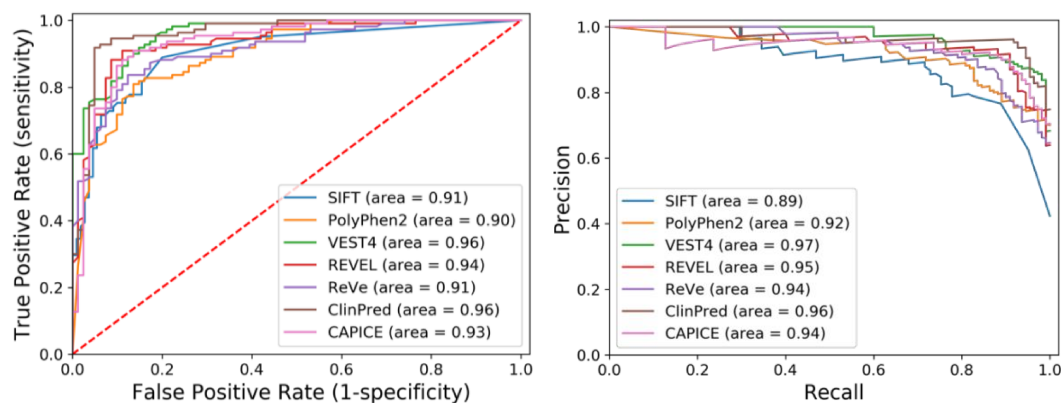 True Positive Rate (sensitivity)
1.0
0.8
0.6
0.4
0.2
0.0
SIFT (area = 0.91)
PolyPhen2 (area = 0.90)
VEST4 (area = 0.96)
REVEL (area = 0.94)
ReVe (area = 0.91)
ClinPred (area = 0.96)
CAPICE (area = 0.93)
0.0 0.2 0.4 0.6 0.8 1.0
False Positive Rate (1-specificity)
Precision
1.0
0.8
0.6
0.4
0.2
0.0
SIFT (area = 0.89)
PolyPhen2 (area = 0.92)
VEST4 (area = 0.97)
REVEL (area = 0.95)
ReVe (area = 0.94)
ClinPred (area = 0.96)
CAPICE (area = 0.94)
0.0 0.2 0.4 0.6 0.8 1.0
Recall